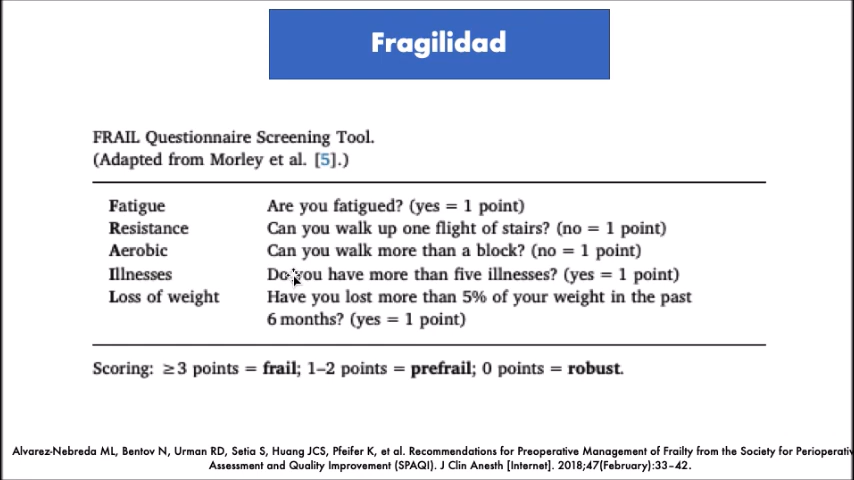 Fragilidad
FRAIL Questionnaire Screening Tool.
(Adapted from Morley et al. [5].)
Fatigue Are you fatigued? (yes = 1 point)
Resistance Can you walk up one flight of stairs? (no = 1 point)
Aerobic Can you walk more than a block? (no = 1 point)
Illnesses Do you have more than five illnesses? (yes = 1 point)
Loss of weight Have you lost more than 5% of your weight in the past
6 months? (yes = 1 point)
Scoring: ≥3 points = frail; 1–2 points = prefrail; 0 points = robust.
Alvarez-Nebreda ML, Bentov N, Urman RD, Setia S, Huang JCS, Pfeifer K, et al. Recommendations for Preoperative Management of Frailty from the Society for Perioperativ
Assessment and Quality Improvement (SPAQI). J Clin Anesth [Internet]. 2018;47(February):33–42.